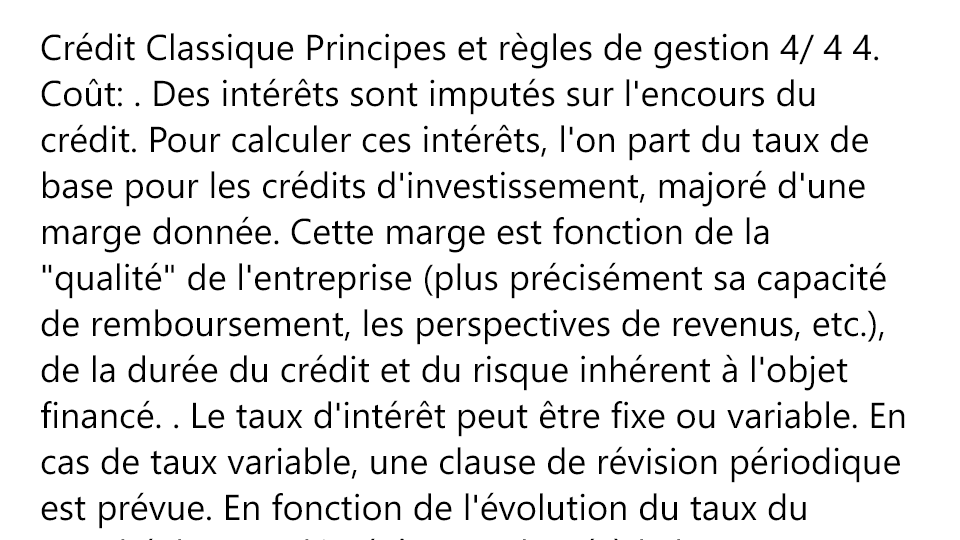 Crédit Classique Principes et règles de gestion 4/ 4 4.
Coût: . Des intérêts sont imputés sur l'encours du
crédit. Pour calculer ces intérêts, l'on part du taux de
base pour les crédits d'investissement, majoré d'une
marge donnée. Cette marge est fonction de la
"qualité" de l'entreprise (plus précisément sa capacité
de remboursement, les perspectives de revenus, etc.),
de la durée du crédit et du risque inhérent à l'objet
financé. . Le taux d'intérêt peut être fixe ou variable. En
cas de taux variable, une clause de révision périodique
est prévue. En fonction de l'évolution du taux du